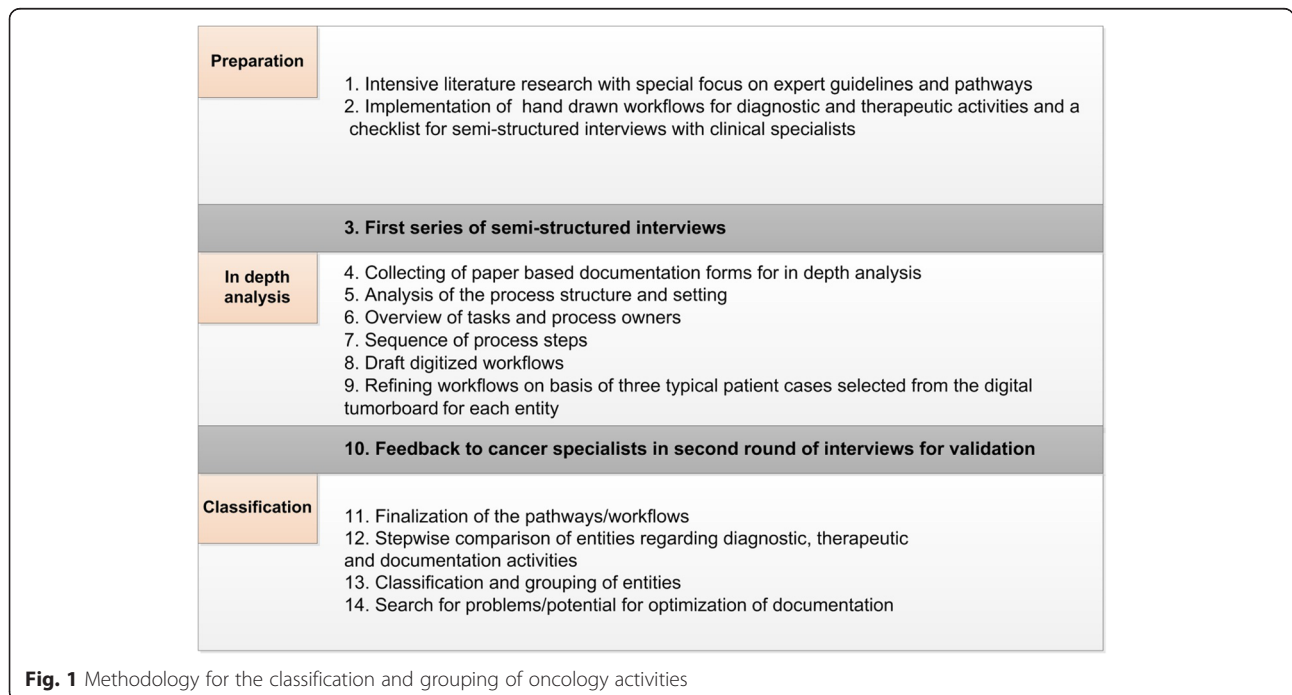 Preparation
1. Intensive literature research with special focus on expert guidelines and pathways
2. Implementation of hand drawn workflows for diagnostic and therapeutic activities and a
checklist for semi-structured interviews with clinical specialists
3. First series of semi-structured interviews
In depth
analysis
4. Collecting of paper based documentation forms for in depth analysis
5. Analysis of the process structure and setting
6. Overview of tasks and process owners
7. Sequence of process steps
8. Draft digitized workflows
9. Refining workflows on basis of three typical patient cases selected from the digital
tumorboard for each entity
10. Feedback to cancer specialists in second round of interviews for validation
Classification
11. Finalization of the pathways/workflows
12. Stepwise comparison of entities regarding diagnostic, therapeutic
and documentation activities
13. Classification and grouping of entities
14. Search for problems/potential for optimization of documentation
Fig. 1 Methodology for the classification and grouping of oncology activities